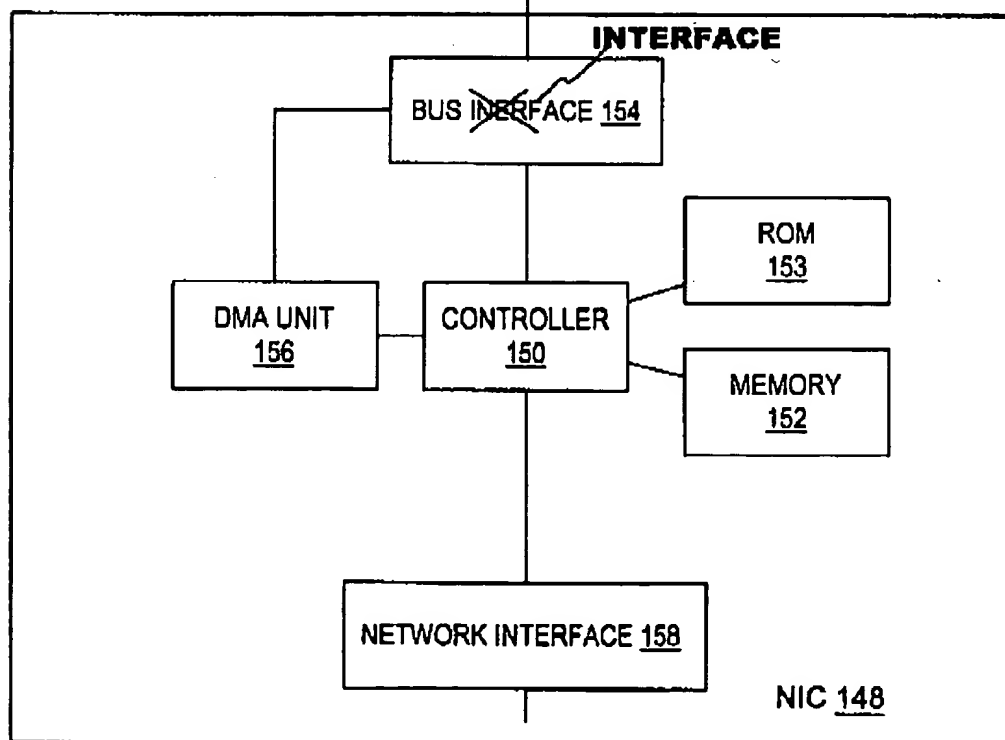 INTERFACE
BUS INERFACE 154
ROM
153
DMA UNIT
156
CONTROLLER
150
MEMORY
152
NETWORK INTERFACE 158
NIC 148